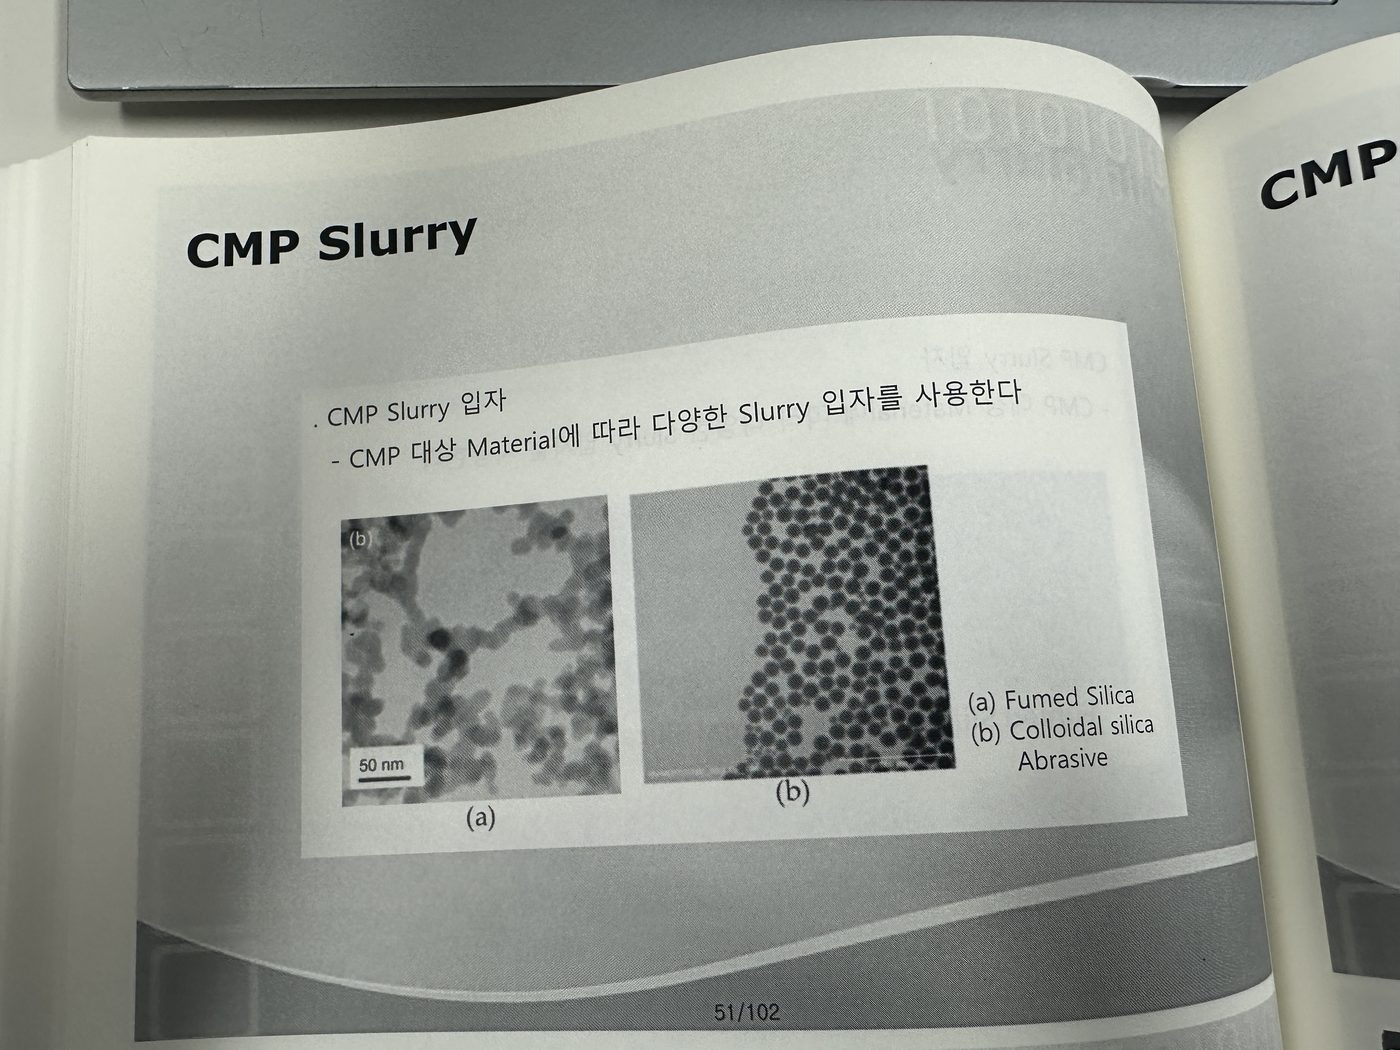 CMP Slurry
. CMP Slurry 입자
- CMP 대상 Material에 따라 다양한 Slurry 입자를 사용한다
(b)
50 nm
(a)
(b)
(a) Fumed Silica
(b) Colloidal silica
Abrasive
51/102
CMP